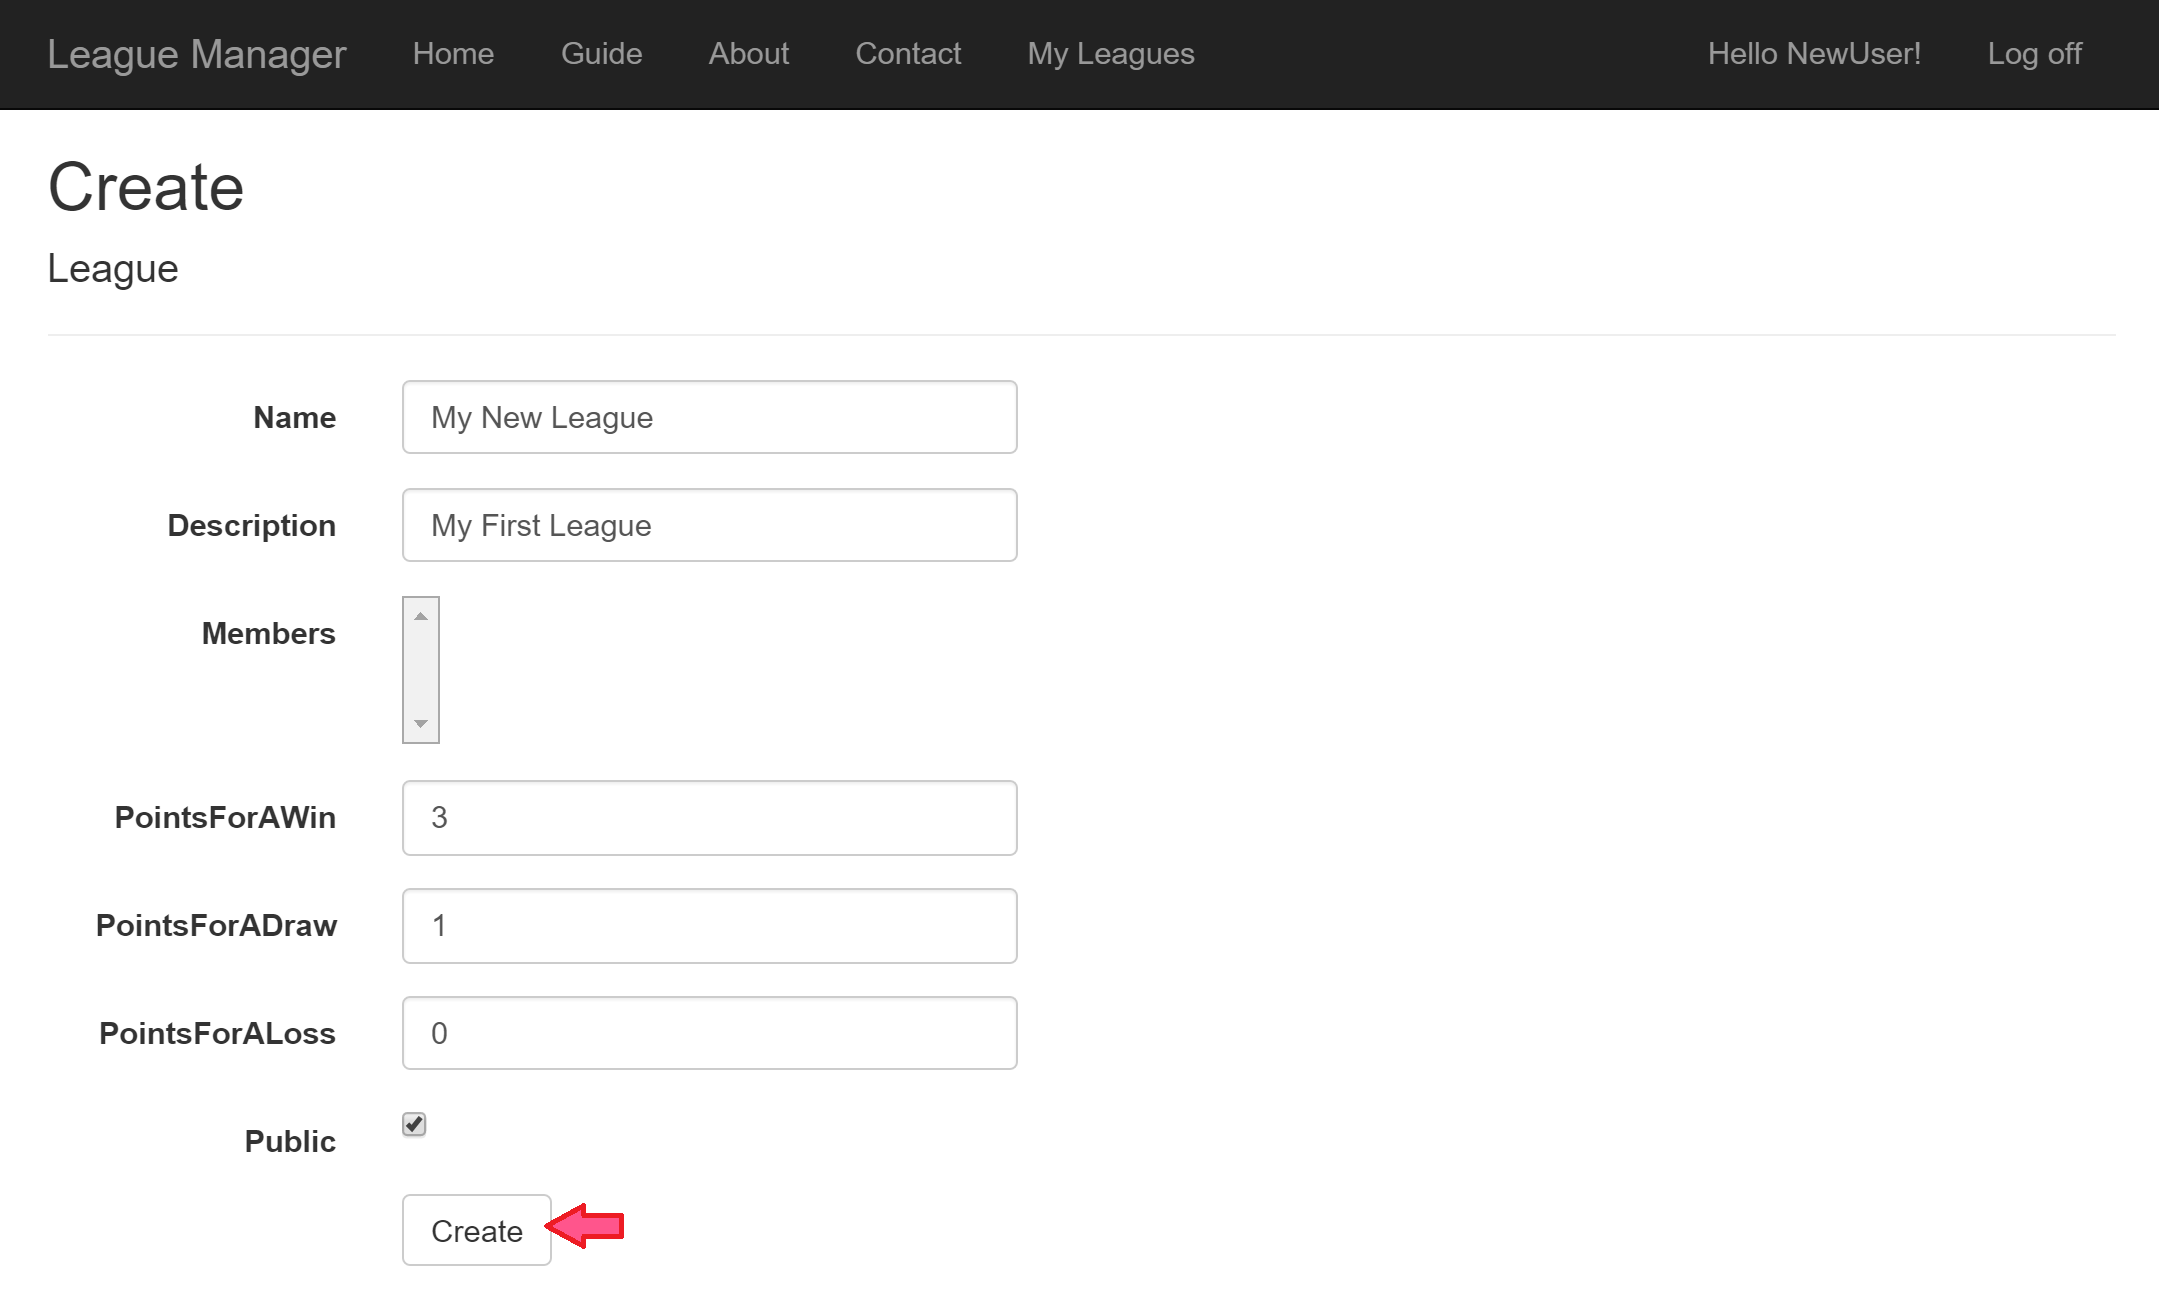 League Manager Home Guide About Contact My Leagues Hello NewUser! Log off
Create
League
Name My New League
Description My First League
Members
PointsForAWin 3
PointsForADraw 1
PointsForALoss 0
Public
Create